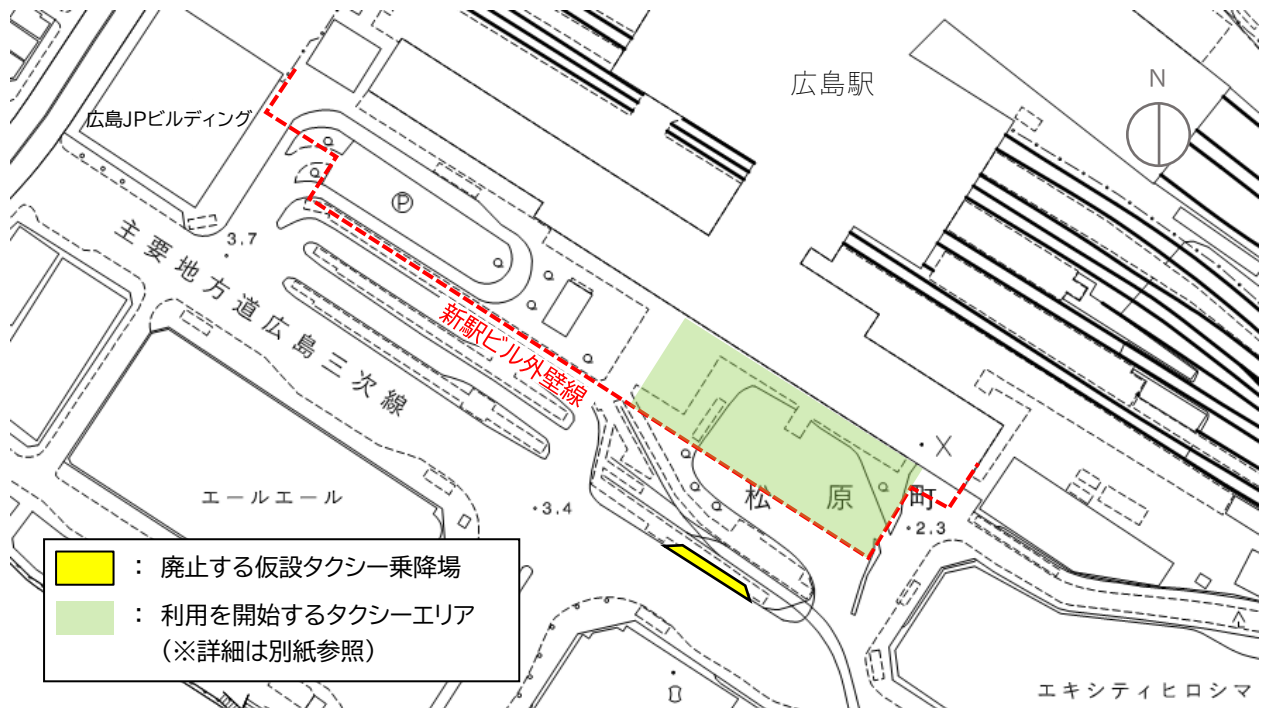 広島駅
N
広島JPビルディング
P
主要地方道広島三次線
3.7
新駅ビル外壁線
X
松原町
エールエール
3.4
2.3
： 廃止する仮設タクシー乗降場
： 利用を開始するタクシーエリア
（※詳細は別紙参照）
エキシティヒロシマ